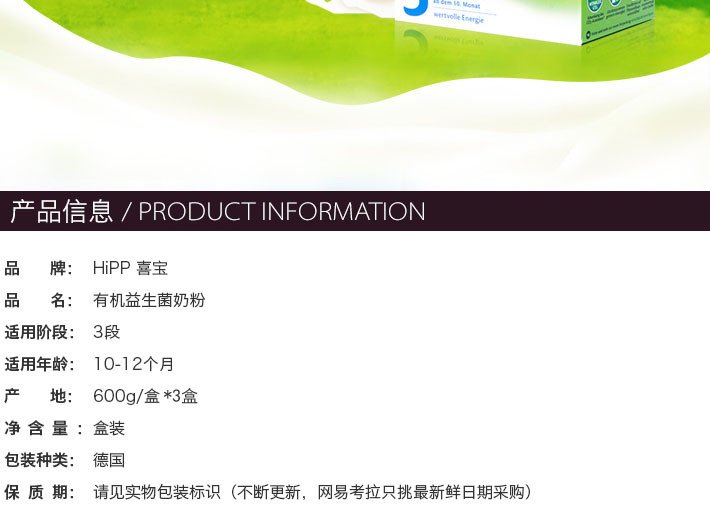 3
ab dem 10. Monat
wertvolle Energie
产品信息 / PRODUCT INFORMATION
品 牌： HiPP 喜宝
品 名： 有机益生菌奶粉
适用阶段： 3段
适用年龄： 10-12个月
产 地： 600g/盒 *3盒
净 含 量 ： 盒装
包装种类： 德国
保 质 期： 请见实物包装标识（不断更新，网易考拉只挑最新鲜日期采购）